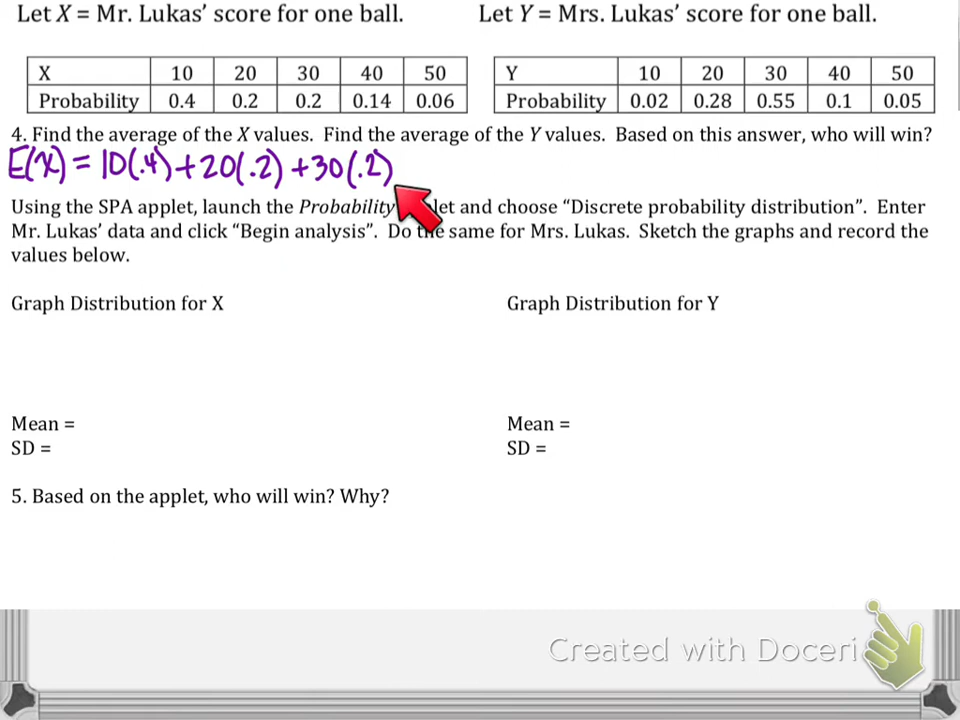 Let X = Mr. Lukas' score for one ball.
Let Y = Mrs. Lukas' score for one ball.
X 10 20 30 40 50
Probability 0.4 0.2 0.2 0.14 0.06
Y 10 20 30 40 50
Probability 0.02 0.28 0.55 0.1 0.05
4. Find the average of the X values. Find the average of the Y values. Based on this answer, who will win?
E(X) = 10(.4) + 20(.2) + 30(.2)
Using the SPA applet, launch the Probability let and choose "Discrete probability distribution". Enter
Mr. Lukas' data and click "Begin analysis". Do the same for Mrs. Lukas. Sketch the graphs and record the
values below.
Graph Distribution for X
Graph Distribution for Y
Mean =
SD =
Mean =
SD =
5. Based on the applet, who will win? Why?
Created with Doceri